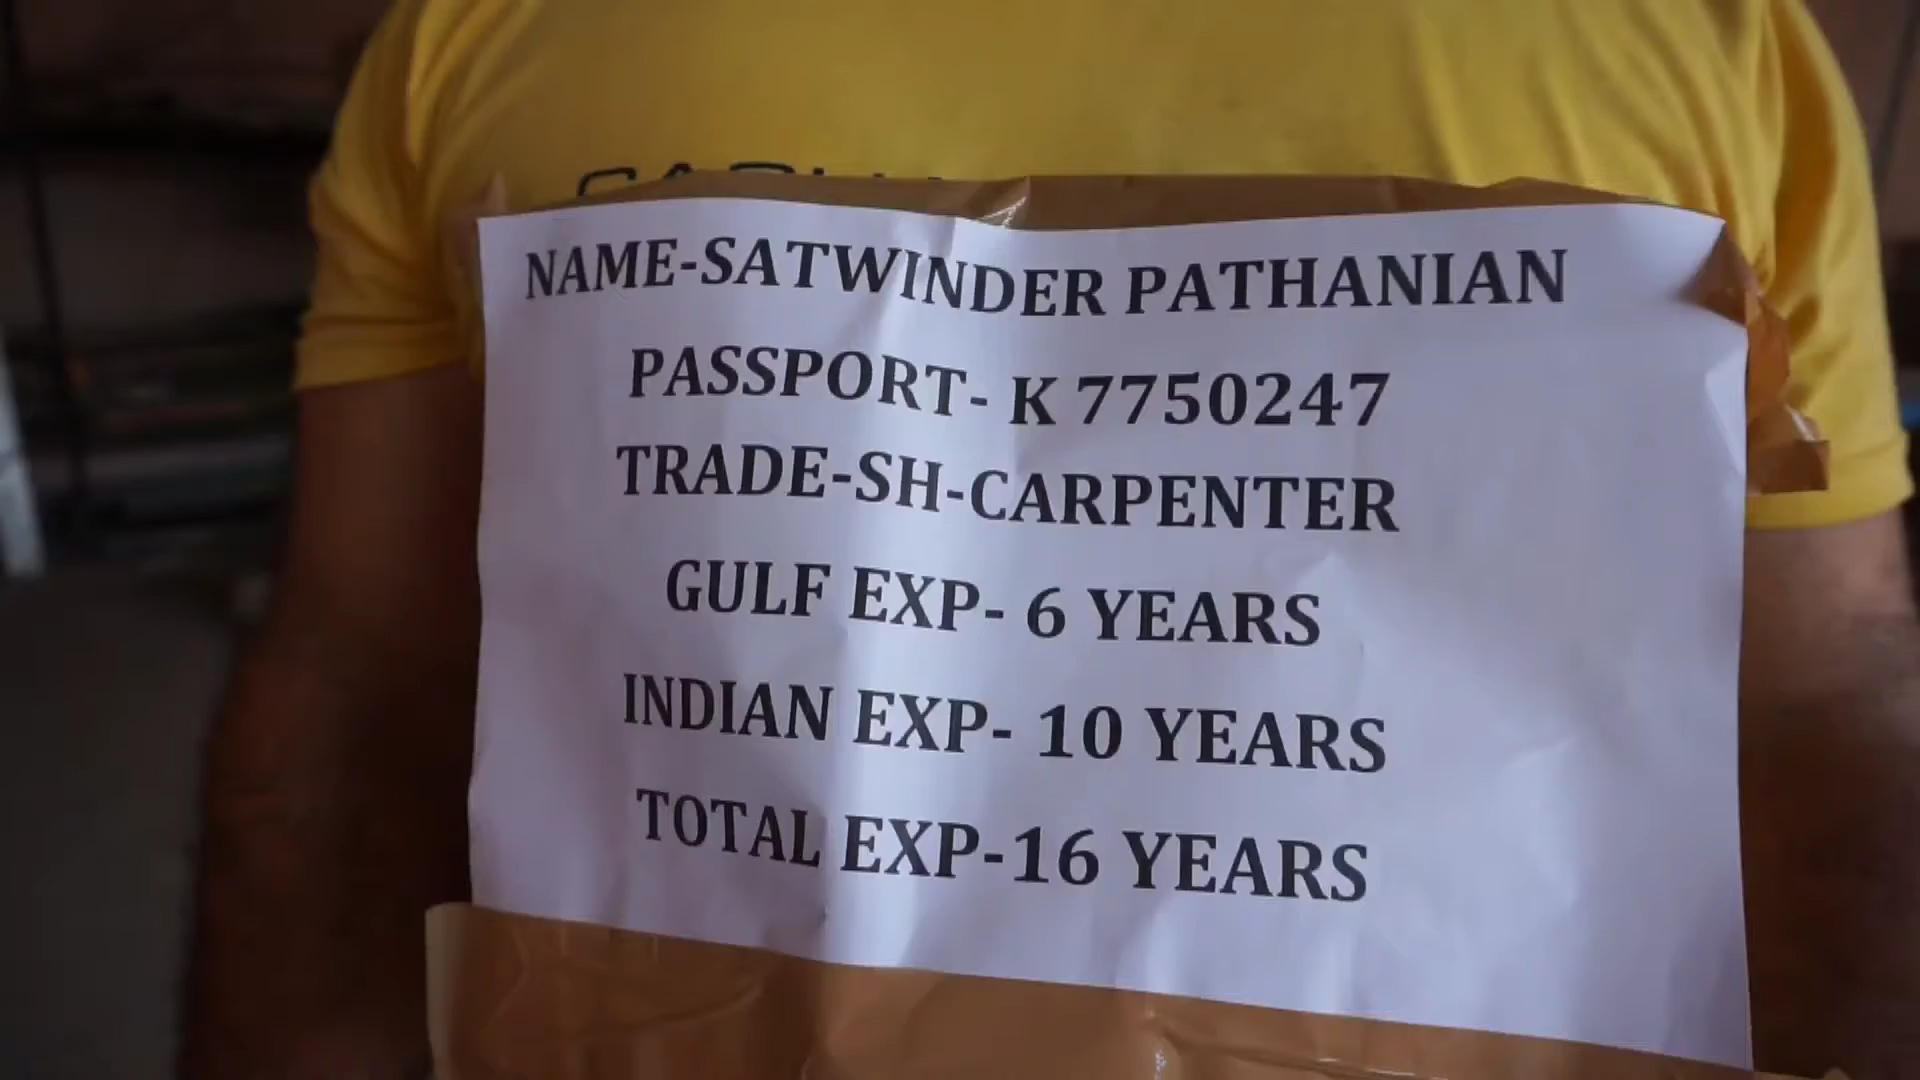 NAME-SATWINDER PATHANIAN
PASSPORT- K 7750247
TRADE-SH-CARPENTER
GULF EXP- 6 YEARS
INDIAN EXP- 10 YEARS
TOTAL EXP-16 YEARS